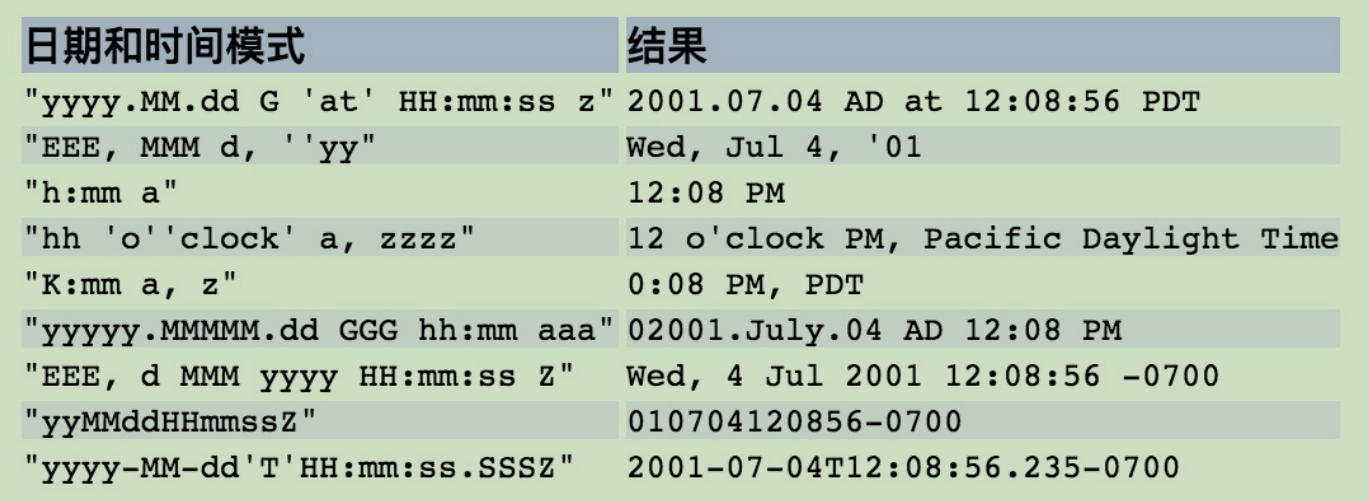 日期和时间模式 结果
"yyyy.MM.dd G 'at' HH:mm:ss z" 2001.07.04 AD at 12:08:56 PDT
"EEE, MMM d, ''yy" Wed, Jul 4, '01
"h:mm a" 12:08 PM
"hh 'o''clock' a, zzzz" 12 o'clock PM, Pacific Daylight Time
"K:mm a, z" 0:08 PM, PDT
"yyyyy.MMMMM.dd GGG hh:mm aaa" 02001.July.04 AD 12:08 PM
"EEE, d MMM yyyy HH:mm:ss Z" Wed, 4 Jul 2001 12:08:56 -0700
"yyMMddHHmmssZ" 010704120856-0700
"yyyy-MM-dd'T'HH:mm:ss.SSSZ" 2001-07-04T12:08:56.235-0700